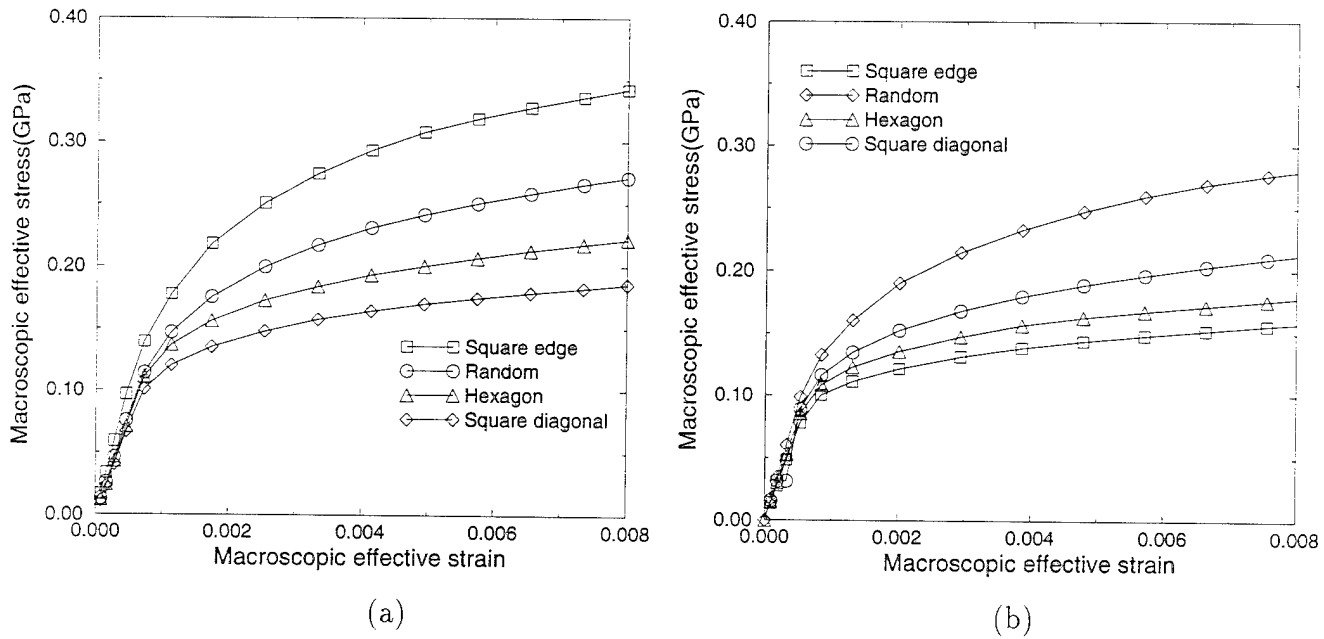 0.40
0.30
0.20
0.10
0.00
Macroscopic effective stress(GPa)
Square edge
Random
Hexagon
Square diagonal
0.000
0.002
0.004
0.006
0.008
Macroscopic effective strain
(a)
0.40
0.30
0.20
0.10
0.00
Macroscopic effective stress(GPa)
Square edge
Random
Hexagon
Square diagonal
0.000
0.002
0.004
0.006
0.008
Macroscopic effective strain
(b)